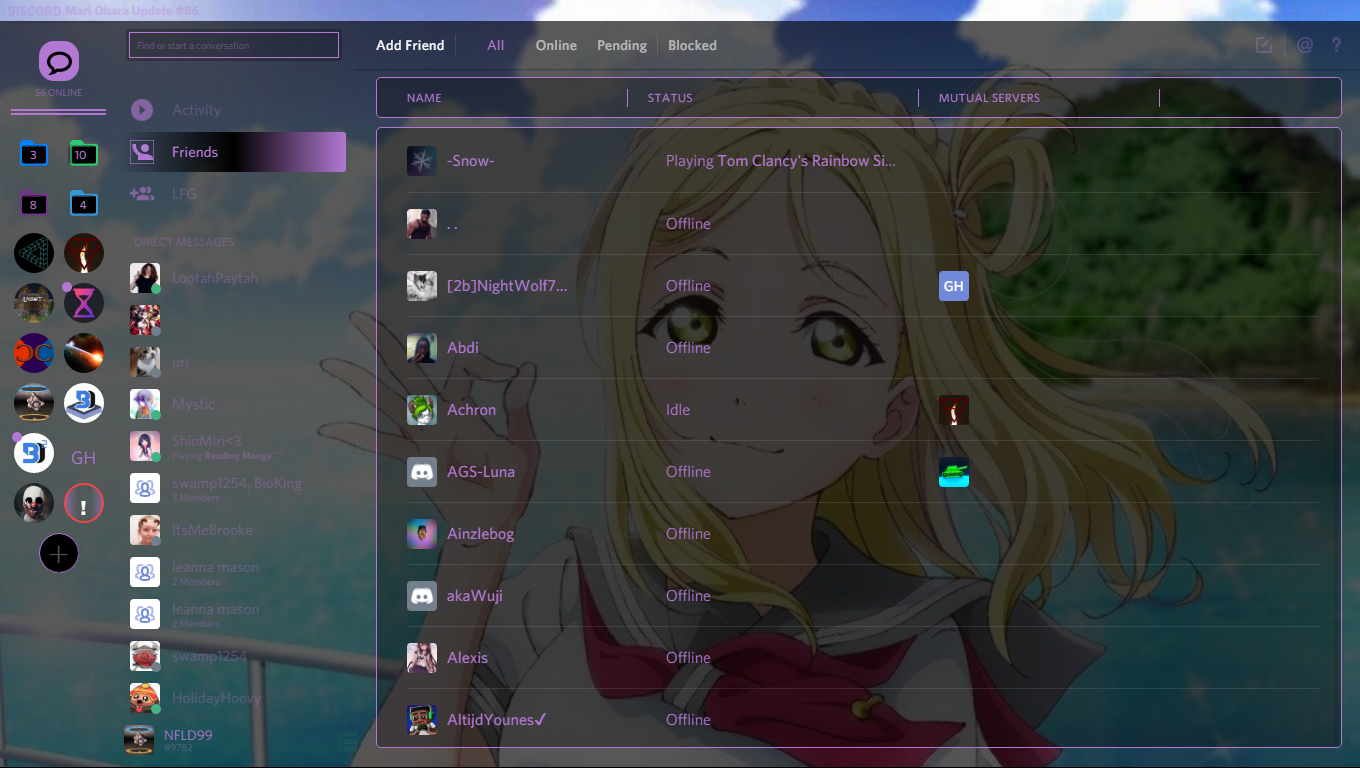 DISCORD Mari Ohara Update #86
Find or start a conversation
Add Friend
All
Online
Pending
Blocked
@
?
56 ONLINE
NAME
STATUS
MUTUAL SERVERS
Activity
Friends
LFG
3
10
8
4
DIRECT MESSAGES
LootahPaytah
uri
Mystic
ShinMiri<3
Playing Reading Manga ^^
swamp1254, BioKing
3 Members
ItsMeBrooke
leanna mason
2 Members
leanna mason
2 Members
swamp1254
HolidayHoovy
NFLD99
#9782
GH
!
-Snow-
Playing Tom Clancy's Rainbow Si...
. .
Offline
[2b]NightWolf7...
Offline
GH
Abdi
Offline
Achron
Idle
AGS-Luna
Offline
Ainzlebog
Offline
akaWuji
Offline
Alexis
Offline
AltijdYounes✓
Offline